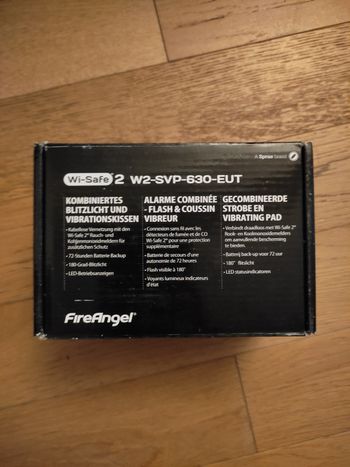 A Sprue brand
Wi-Safe 2 W2-SVP-630-EUT
KOMBINIERTES
BLITZLICHT UND
VIBRATIONSKISSEN
• Kabellose Vernetzung mit den
Wi-Safe 2" Rauch- und
Kohlenmonoxidmeldern für
zusätzlichen Schutz
• 72-Stunden Batterie Backup
• 180-Grad-Blitzlicht
• LED-Betriebsanzeigen
ALARME COMBINÉE
- FLASH & COUSSIN
VIBREUR
• Connexion sans fil avec les
détecteurs de fumée et de CO
Wi-Safe 2" pour une protection
supplémentaire
• Batterie de secours d'une
autonomie de 72 heures
• Flash visible à 180°
• Voyants lumineux indicateurs
d'état
GECOMBINEERDE
STROBE EN
VIBRATING PAD
• Verbindt draadloos met Wi-Safe 2"
Rook- en Koolmonoxidemelders
om aanvullende bescherming
te bieden.
• Batterij back-up voor 72 uur
• 180° flitslicht
• LED statusindicatoren
FireAngel®